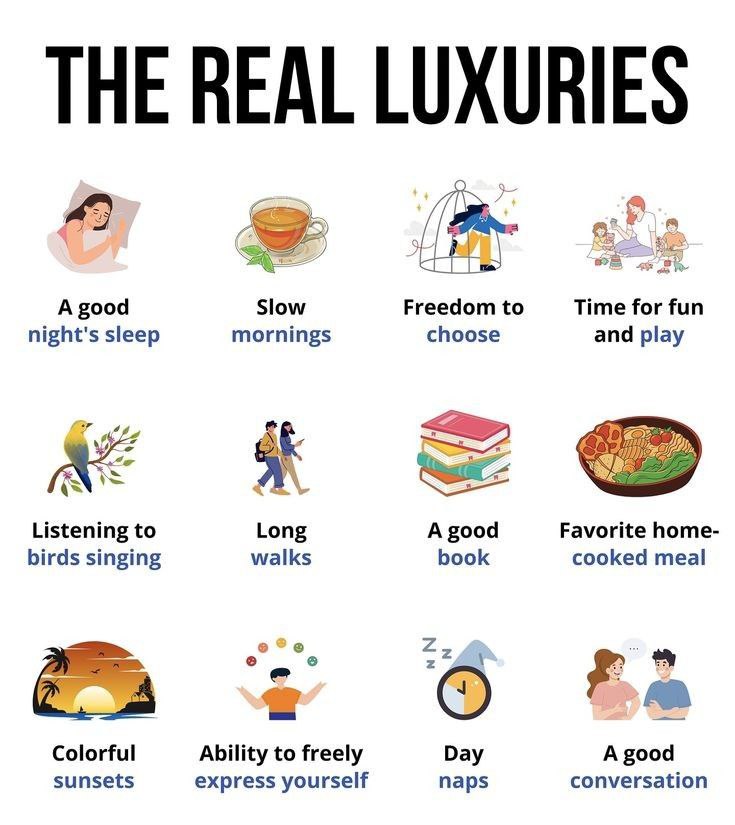 THE REAL LUXURIES
A good
night's sleep
Slow
mornings
Freedom to
choose
Time for fun
and play
Listening to
birds singing
Long
walks
A good
book
Favorite home-
cooked meal
Z z
z
...
Colorful
sunsets
Ability to freely
express yourself
Day
naps
A good
conversation